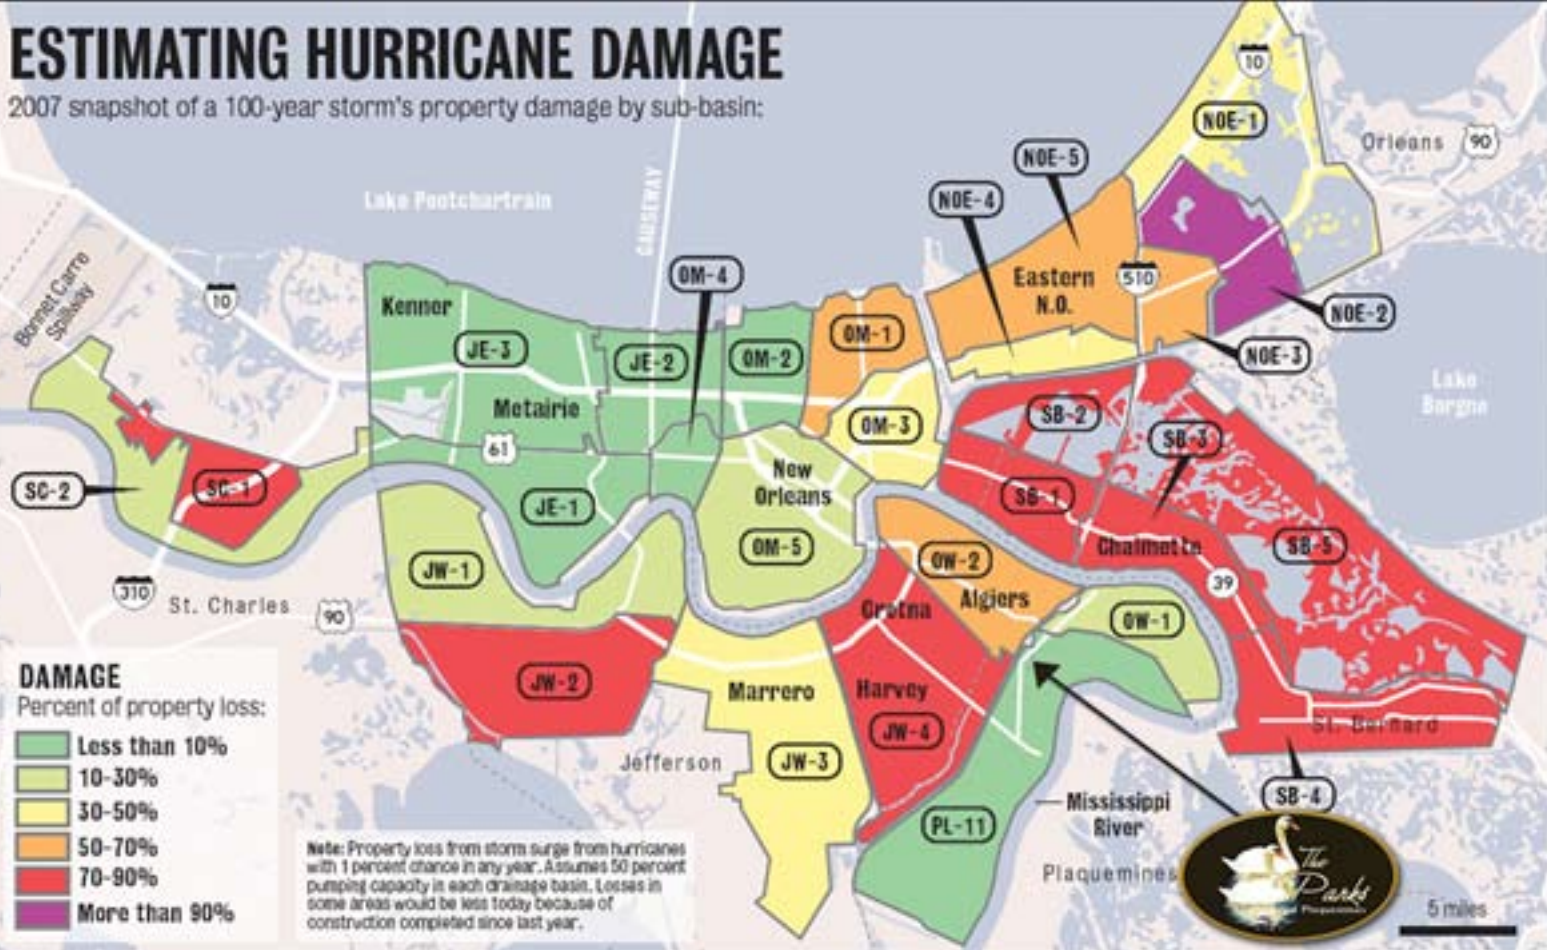 ESTIMATING HURRICANE DAMAGE
2007 snapshot of a 100-year storm's property damage by sub-basin:
10
NOE-1
Orleans
90
NOE-5
NOE-4
Lake Pontchartrain
CAUSEWAY
Bonnet Carre
Spillway
10
OM-4
Eastern
N.O.
510
NOE-2
Kenner
JE-3
JE-2
OM-2
OM-1
NOE-3
Lake
Borgne
Metairie
61
OM-3
SB-2
SB-3
SC-2
SC-1
JE-1
New
Orleans
SB-1
OM-5
Chalmette
SB-5
JW-1
OW-2
Algiers
39
310
St. Charles
90
Gretna
OW-1
DAMAGE
Percent of property loss:
Less than 10%
10-30%
30-50%
50-70%
70-90%
More than 90%
JW-2
Marrero
Harvey
JW-4
St. Bernard
Jefferson
JW-3
SB-4
PL-11
Mississippi
River
Plaquemines
Note: Property loss from storm surge from hurricanes
with 1 percent chance in any year. Assumes 50 percent
pumping capacity in each drainage basin. Losses in
some areas would be less today because of
construction completed since last year.
The
Parks
of Plaquemines
5 miles